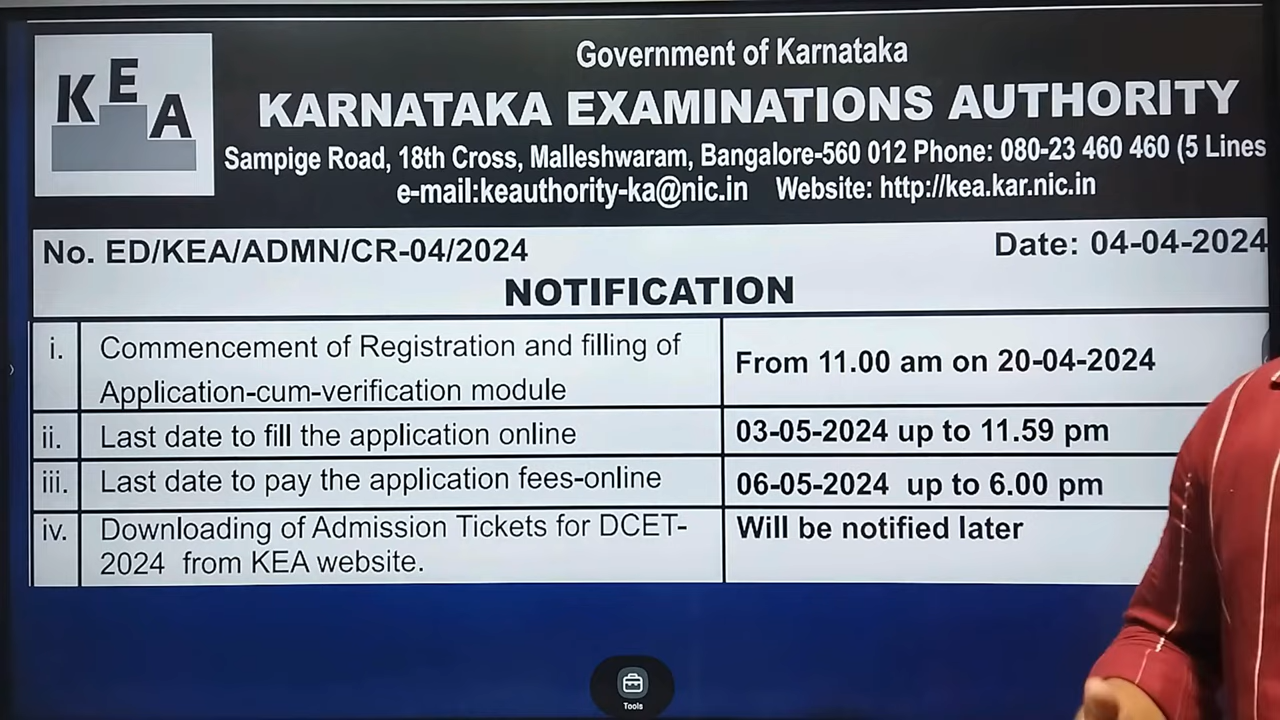 KEA
Government of Karnataka
KARNATAKA EXAMINATIONS AUTHORITY
Sampige Road, 18th Cross, Malleshwaram, Bangalore-560 012 Phone: 080-23 460 460 (5 Lines
e-mail:keauthority-ka@nic.in Website: http://kea.kar.nic.in
No. ED/KEA/ADMN/CR-04/2024 Date: 04-04-2024
NOTIFICATION
i. Commencement of Registration and filling of
Application-cum-verification module
From 11.00 am on 20-04-2024
ii. Last date to fill the application online 03-05-2024 up to 11.59 pm
iii. Last date to pay the application fees-online 06-05-2024 up to 6.00 pm
iv. Downloading of Admission Tickets for DCET- Will be notified later
2024 from KEA website.
Tools